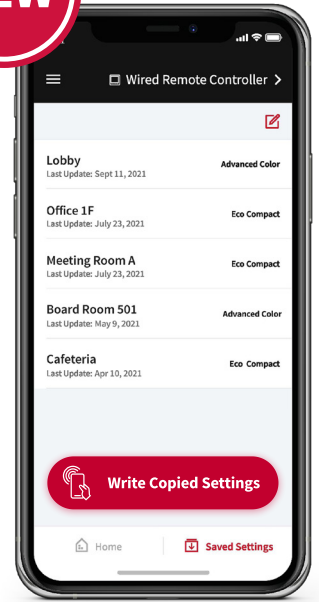 Wired Remote Controller
Lobby
Advanced Color
Last Update: Sept 11, 2021
Office 1F
Eco Compact
Last Update: July 23, 2021
Meeting Room A
Eco Compact
Last Update: July 23, 2021
Board Room 501
Advanced Color
Last Update: May 9, 2021
Cafeteria
Eco Compact
Last Update: Apr 10, 2021
Write Copied Settings
Home
Saved Settings